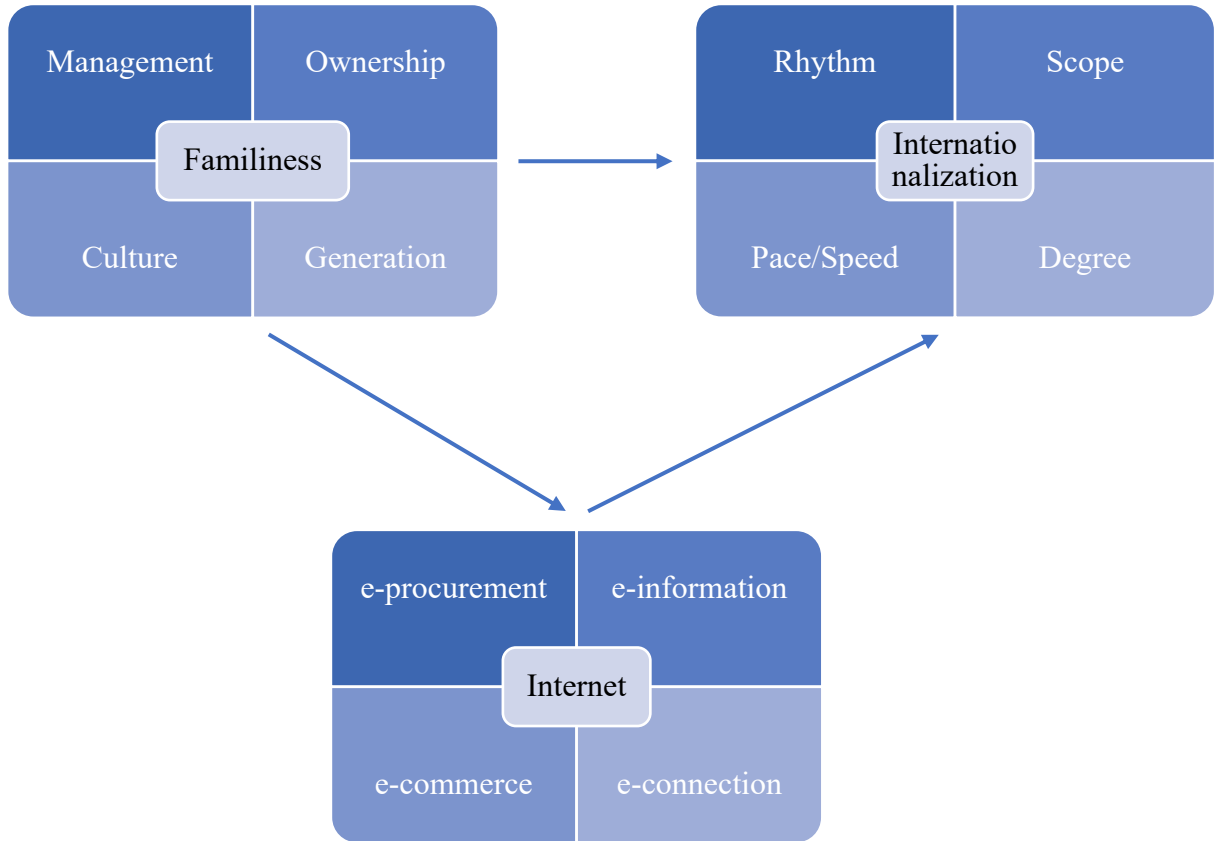 Management
Ownership
Familiness
Culture
Generation
Rhythm
Scope
Internatio
nalization
Pace/Speed
Degree
e-procurement
e-information
Internet
e-commerce
e-connection